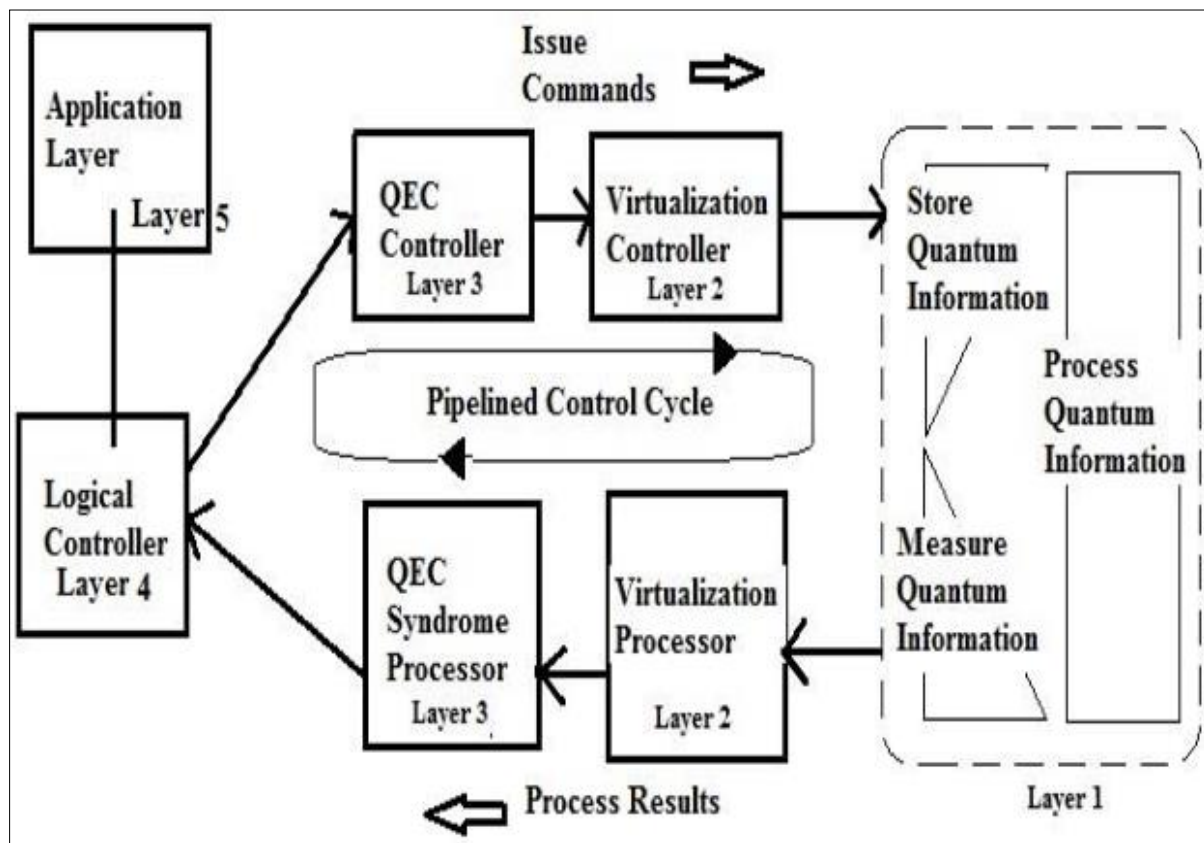 Issue
Commands
Application
Layer
Layer 5
QEC
Controller
Layer 3
Virtualization
Controller
Layer 2
Store
Quantum
Information
Process
Quantum
Information
Pipelined Control Cycle
Logical
Controller
Layer 4
QEC
Syndrome
Processor
Layer 3
Virtualization
Processor
Layer 2
Measure
Quantum
Information
Process Results
Layer 1